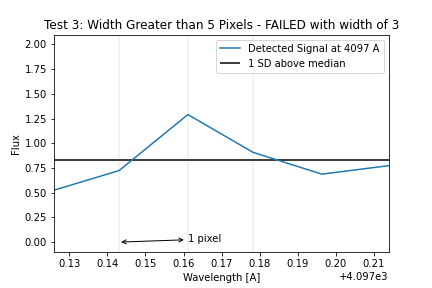 Test 3: Width Greater than 5 Pixels - FAILED with width of 3
Detected Signal at 4097 A
1 SD above median
2.00
1.75
1.50
1.25
1.00
0.75
0.50
0.25
0.00
Flux
1 pixel
0.13 0.14 0.15 0.16 0.17 0.18 0.19 0.20 0.21
Wavelength [A]
+4.097e3